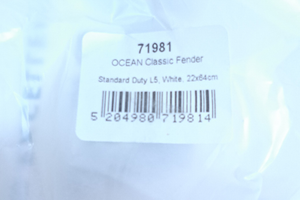 71981
OCEAN Classic Fender
Standard Duty L5, White, 22x64cm
5 204980 719814